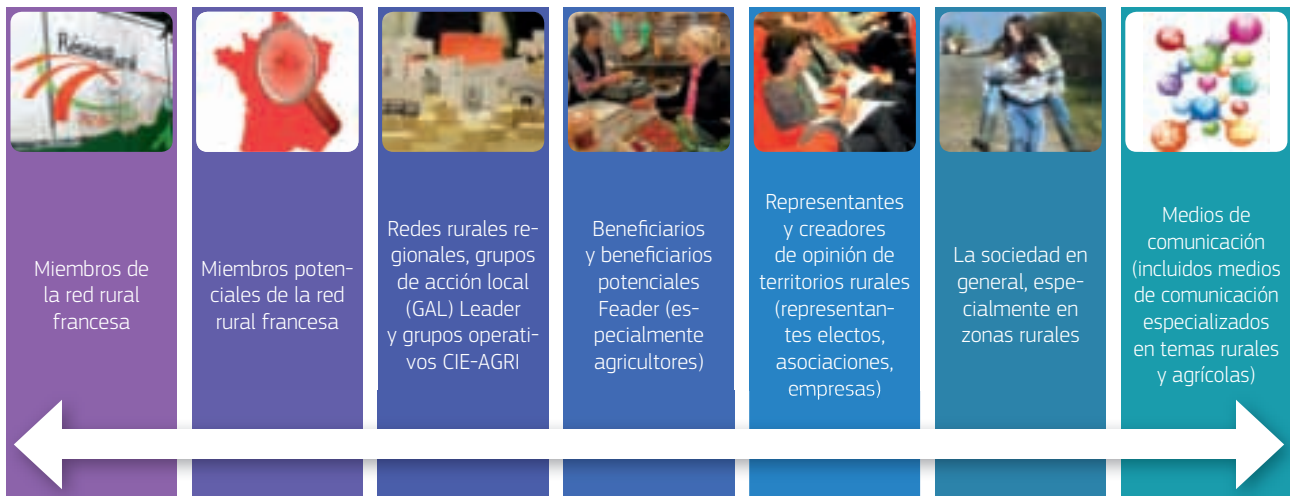 Réseau Rural
Miembros de
la red rural
francesa
Miembros poten-
ciales de la red
rural francesa
Redes rurales re-
gionales, grupos
de acción local
(GAL) Leader
y grupos operati-
vos CIE-AGRI
Beneficiarios
y beneficiarios
potenciales
Feader (es-
pecialmente
agricultores)
Representantes
y creadores
de opinión de
territorios rurales
(representan-
tes electos,
asociaciones,
empresas)
La sociedad en
general, espe-
cialmente en
zonas rurales
Medios de
comunicación
(incluidos medios
de comunicación
especializados
en temas rurales
y agrícolas)